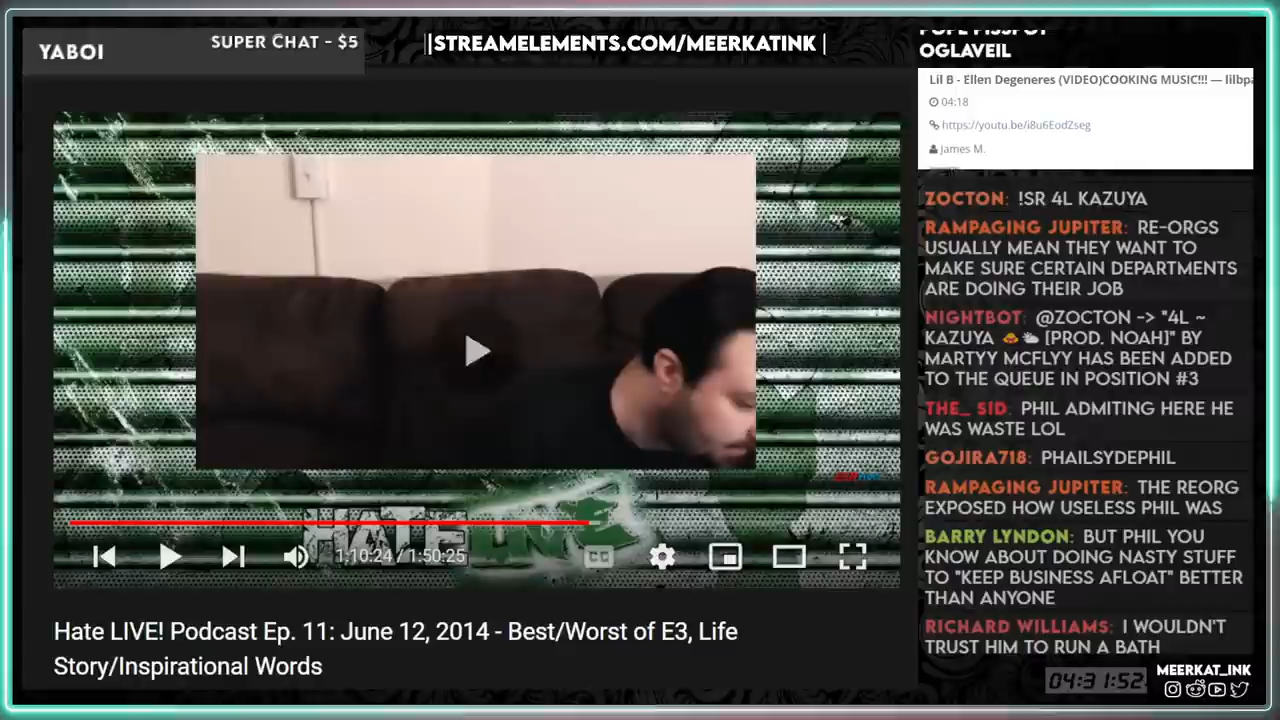 YABOI
SUPER CHAT - $5
|STREAMELEMENTS.COM/MEERKATINK |
OGLAVEIL
Lil B - Ellen Degeneres (VIDEO)COOKING MUSIC!!! — lilbpa
04:18
https://youtu.be/i8u6EodZseg
James M.
ZOCTON: !SR 4L KAZUYA
RAMPAGING JUPITER: RE-ORGS
USUALLY MEAN THEY WANT TO
MAKE SURE CERTAIN DEPARTMENTS
ARE DOING THEIR JOB
NIGHTBOT: @ZOCTON -> "4L ~
KAZUYA [PROD. NOAH]" BY
MARTYY MCFLYY HAS BEEN ADDED
TO THE QUEUE IN POSITION #3
THE_ SID: PHIL ADMITING HERE HE
WAS WASTE LOL
GOJIRA718: PHAILSYDEPHIL
RAMPAGING JUPITER: THE REORG
EXPOSED HOW USELESS PHIL WAS
BARRY LYNDON: BUT PHIL YOU
KNOW ABOUT DOING NASTY STUFF
TO "KEEP BUSINESS AFLOAT" BETTER
THAN ANYONE
RICHARD WILLIAMS: I WOULDN'T
TRUST HIM TO RUN A BATH
HATE LIVE
1:10:24 / 1:50:25
CC
Hate LIVE! Podcast Ep. 11: June 12, 2014 - Best/Worst of E3, Life
Story/Inspirational Words
04:31:52
MEERKAT_INK